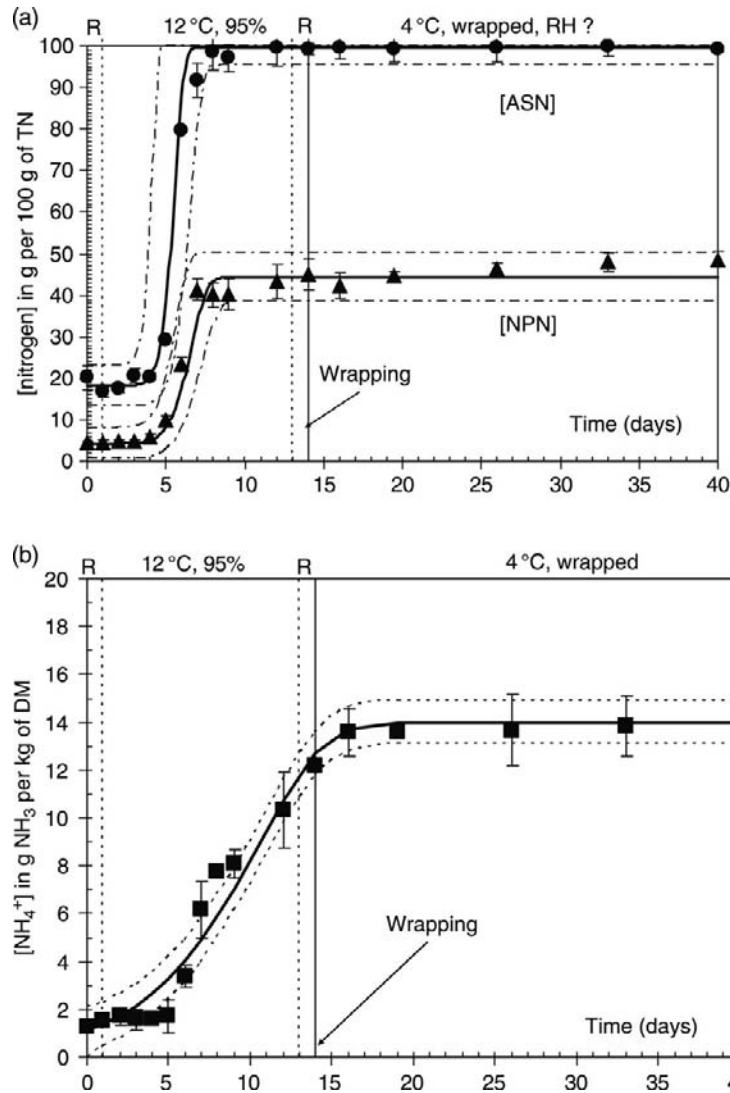 (a)
R 12 °C, 95% R 4 °C, wrapped, RH ?
100
90
80
70
60
50
40
30
20
10
0
[nitrogen] in g per 100 g of TN
[ASN]
[NPN]
Wrapping
Time (days)
0 5 10 15 20 25 30 35 40
(b)
R 12 °C, 95% R 4 °C, wrapped
20
18
16
14
12
10
8
6
4
2
0
[NH₄⁺] in g NH₃ per kg of DM
Wrapping
Time (days)
0 5 10 15 20 25 30 35 40